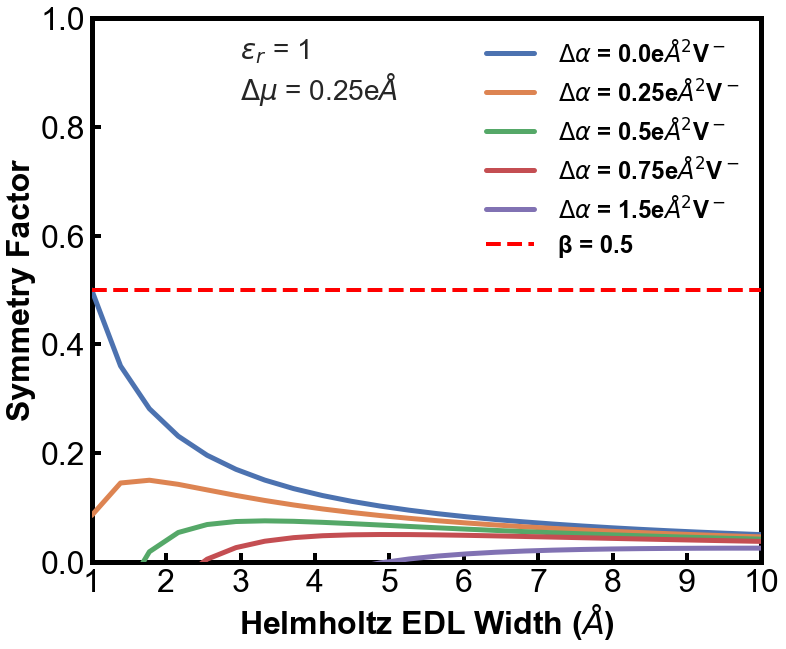 εr = 1
Δμ = 0.25eÅ
Δα = 0.0eÅ²V⁻
Δα = 0.25eÅ²V⁻
Δα = 0.5eÅ²V⁻
Δα = 0.75eÅ²V⁻
Δα = 1.5eÅ²V⁻
β = 0.5
Symmetry Factor
1.0
0.8
0.6
0.4
0.2
0.0
1 2 3 4 5 6 7 8 9 10
Helmholtz EDL Width (Å)